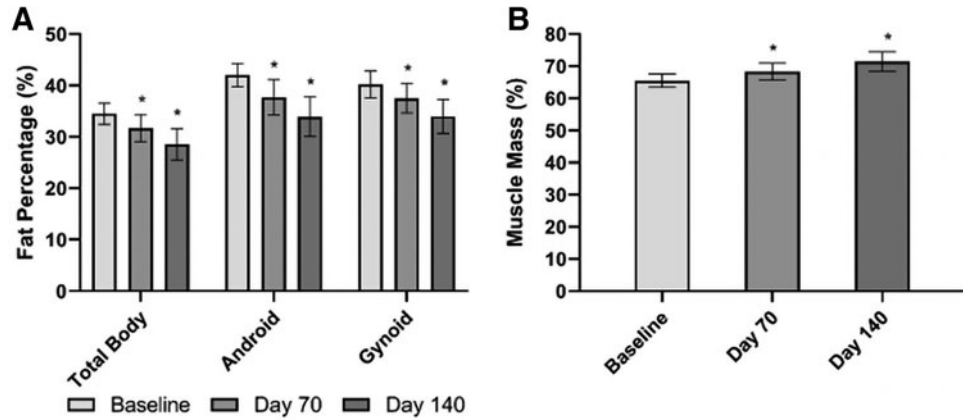 A
Fat Percentage (%)
50
40
30
20
10
0
* * * * * *
Total Body
Android
Gynoid
Baseline Day 70 Day 140
B
Muscle Mass (%)
80
70
60
50
40
30
20
10
0
* *
Baseline
Day 70
Day 140